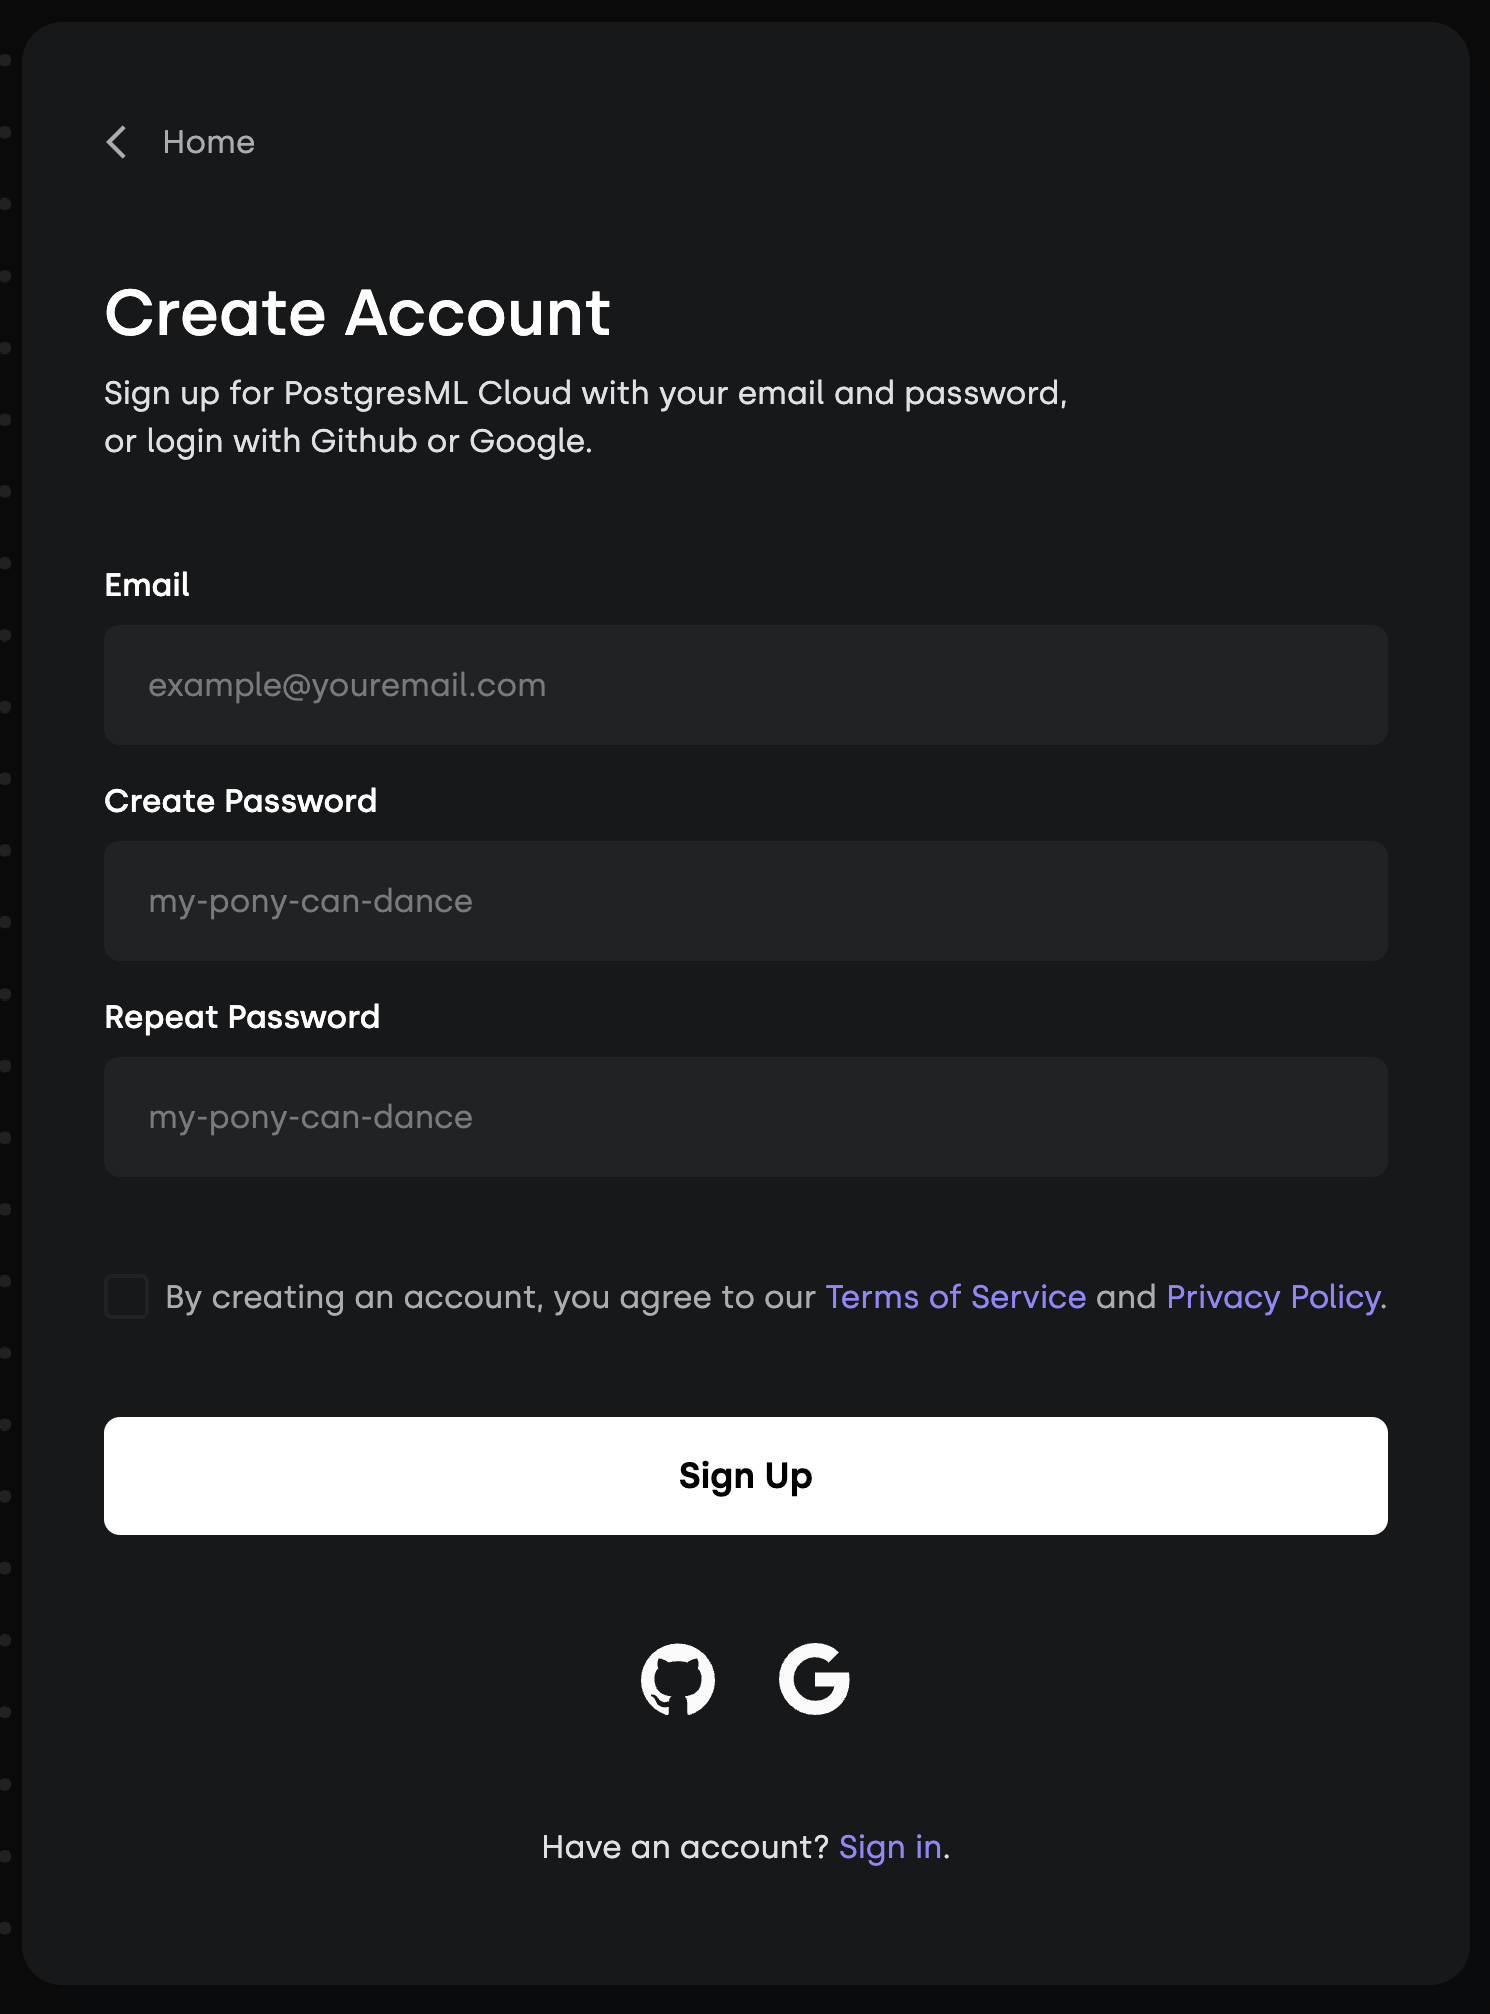 Home
Create Account
Sign up for PostgresML Cloud with your email and password,
or login with Github or Google.
Email
example@youremail.com
Create Password
my-pony-can-dance
Repeat Password
my-pony-can-dance
By creating an account, you agree to our Terms of Service and Privacy Policy.
Sign Up
Have an account? Sign in.